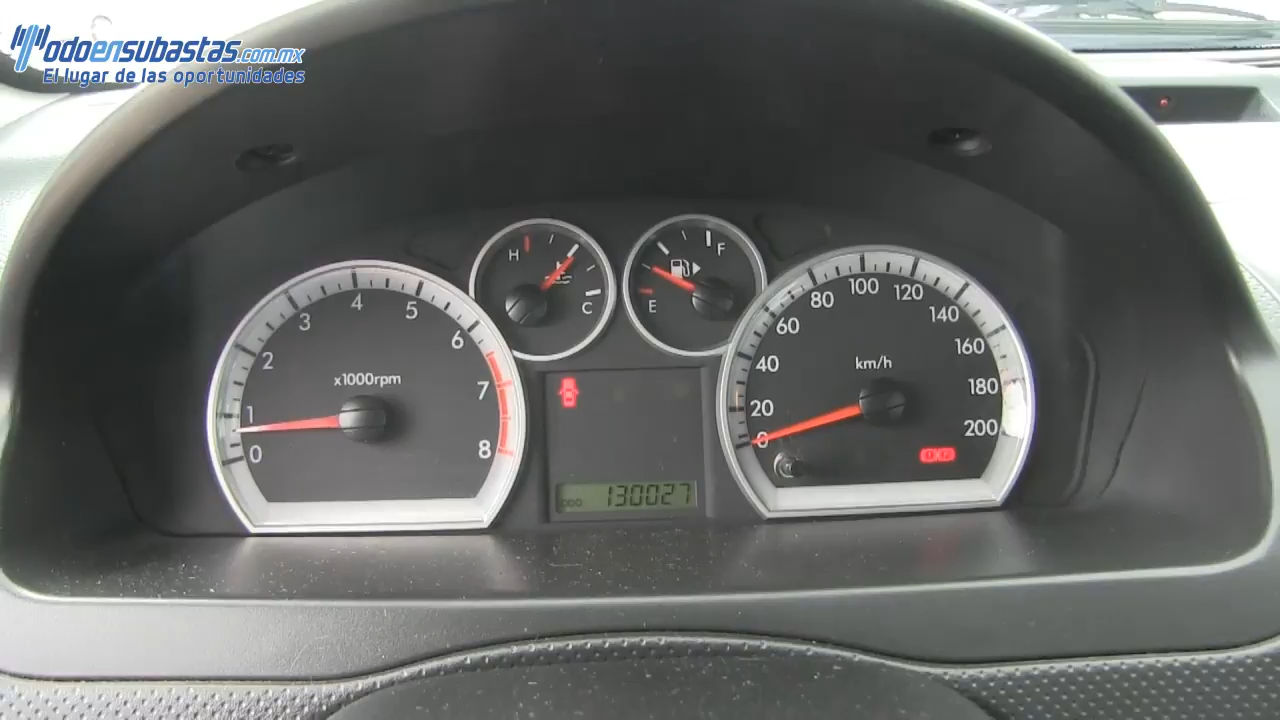 Todoensubastas.com.mx
El lugar de las oportunidades
H
C
F
E
0
1
2
3
4
5
6
7
8
x1000rpm
0
20
40
60
80
100
120
140
160
180
200
km/h
ODO 130027